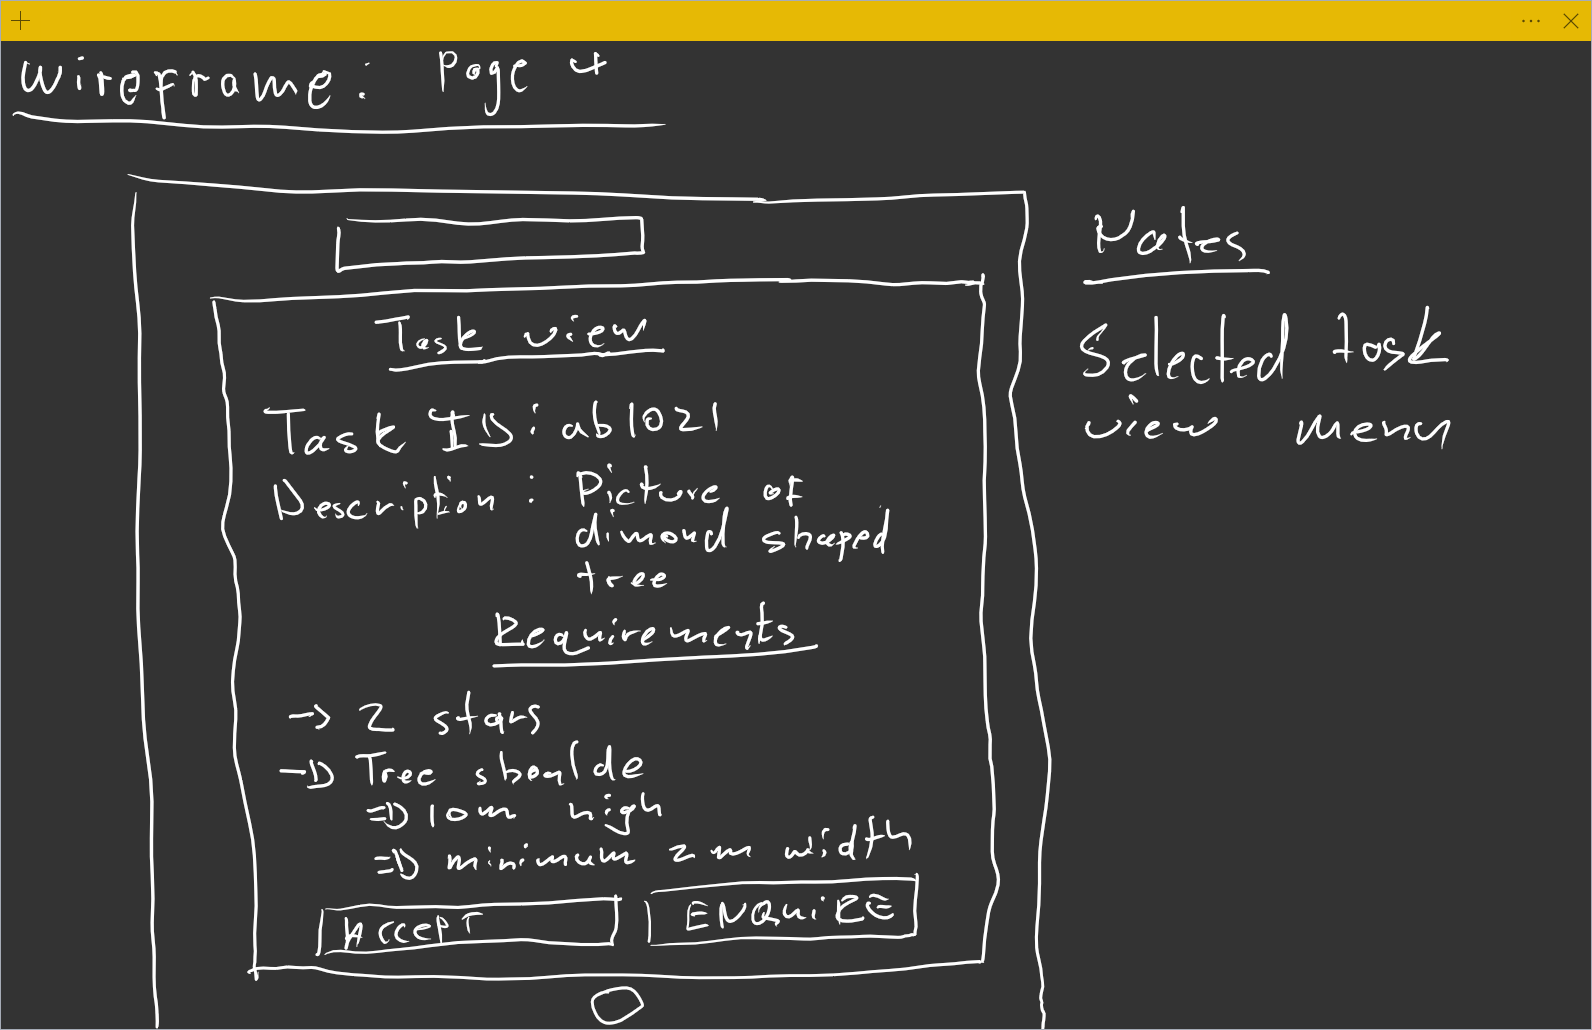 Wireframe: Page 4
Notes
Selected task
view menu
Task view
Task ID: ab1021
Description: Picture of
dimond shaped
tree
Requirements
→ 2 stars
→ Tree shoulde
⇒ 10m high
⇒ minimum 2m width
ACCEPT
ENQUiRE